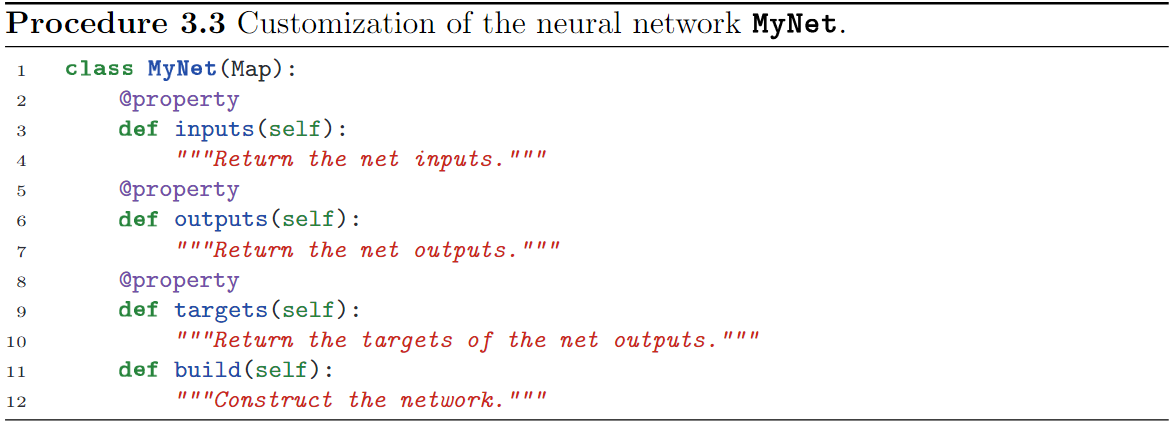 Procedure 3.3 Customization of the neural network MyNet.
1 class MyNet(Map):
2     @property
3     def inputs(self):
4         """Return the net inputs."""
5     @property
6     def outputs(self):
7         """Return the net outputs."""
8     @property
9     def targets(self):
10         """Return the targets of the net outputs."""
11     def build(self):
12         """Construct the network."""